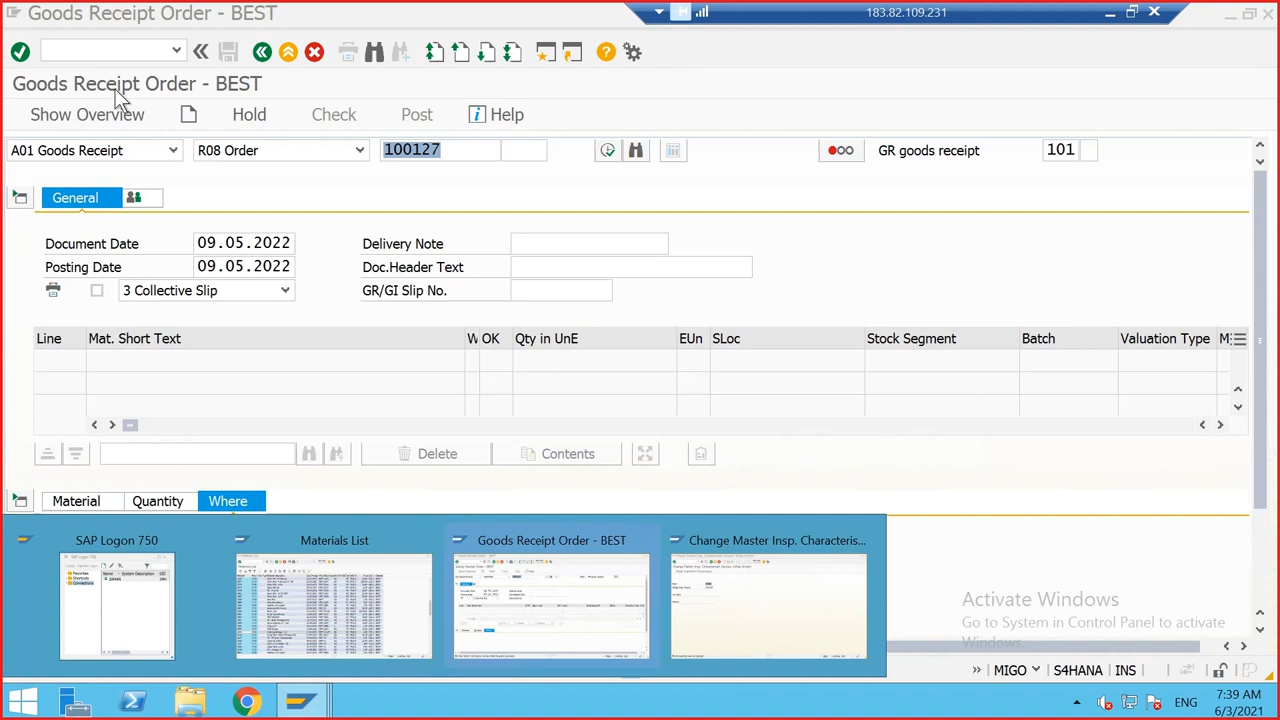 Goods Receipt Order - BEST
183.82.109.231
Goods Receipt Order - BEST
Show Overview Hold Check Post Help
A01 Goods Receipt R08 Order 100127 GR goods receipt 101
General
Document Date 09.05.2022 Delivery Note
Posting Date 09.05.2022 Doc.Header Text
3 Collective Slip GR/GI Slip No.
Line Mat. Short Text W OK Qty in UnE EUn SLoc Stock Segment Batch Valuation Type M
Delete Contents
Material Quantity Where
SAP Logon 750 Materials List Goods Receipt Order - BEST Change Master Insp. Characteris...
Activate Windows
Go to System in Control Panel to activate
Windows.
» MIGO S4HANA INS
ENG 7:39 AM
6/3/2021